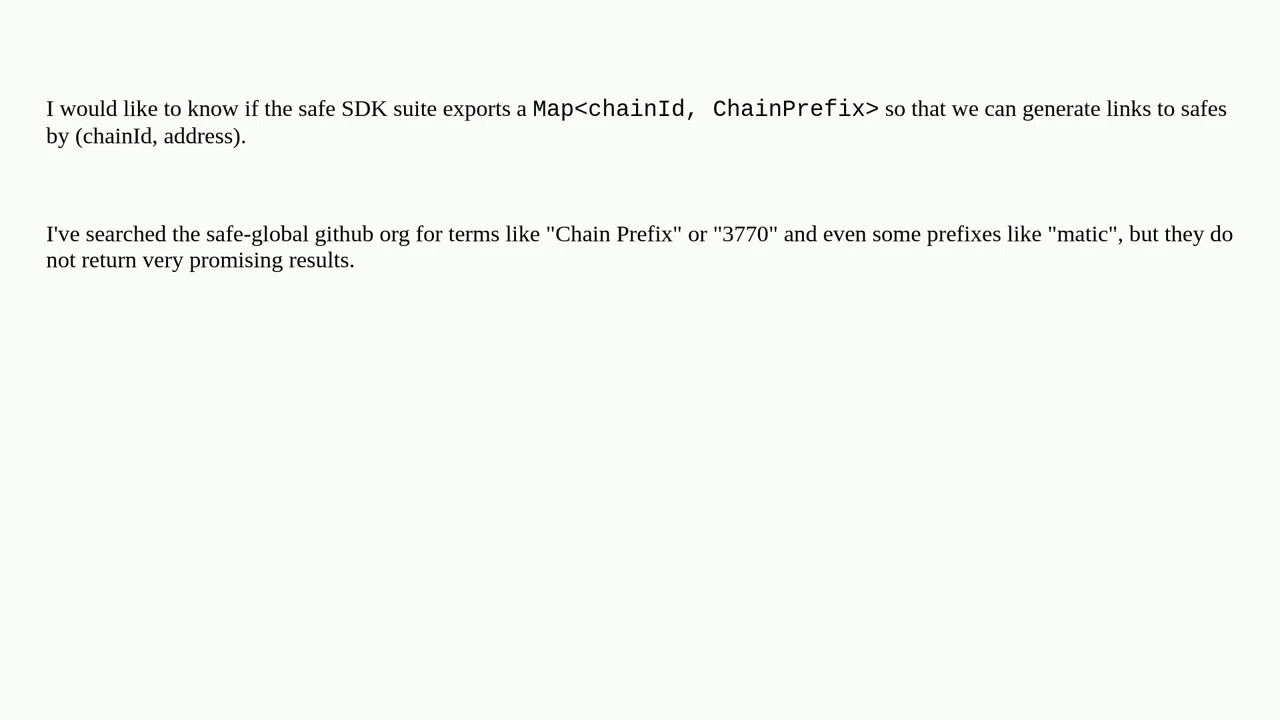 I would like to know if the safe SDK suite exports a Map<chainId, ChainPrefix> so that we can generate links to safes
by (chainId, address).
I've searched the safe-global github org for terms like "Chain Prefix" or "3770" and even some prefixes like "matic", but they do
not return very promising results.